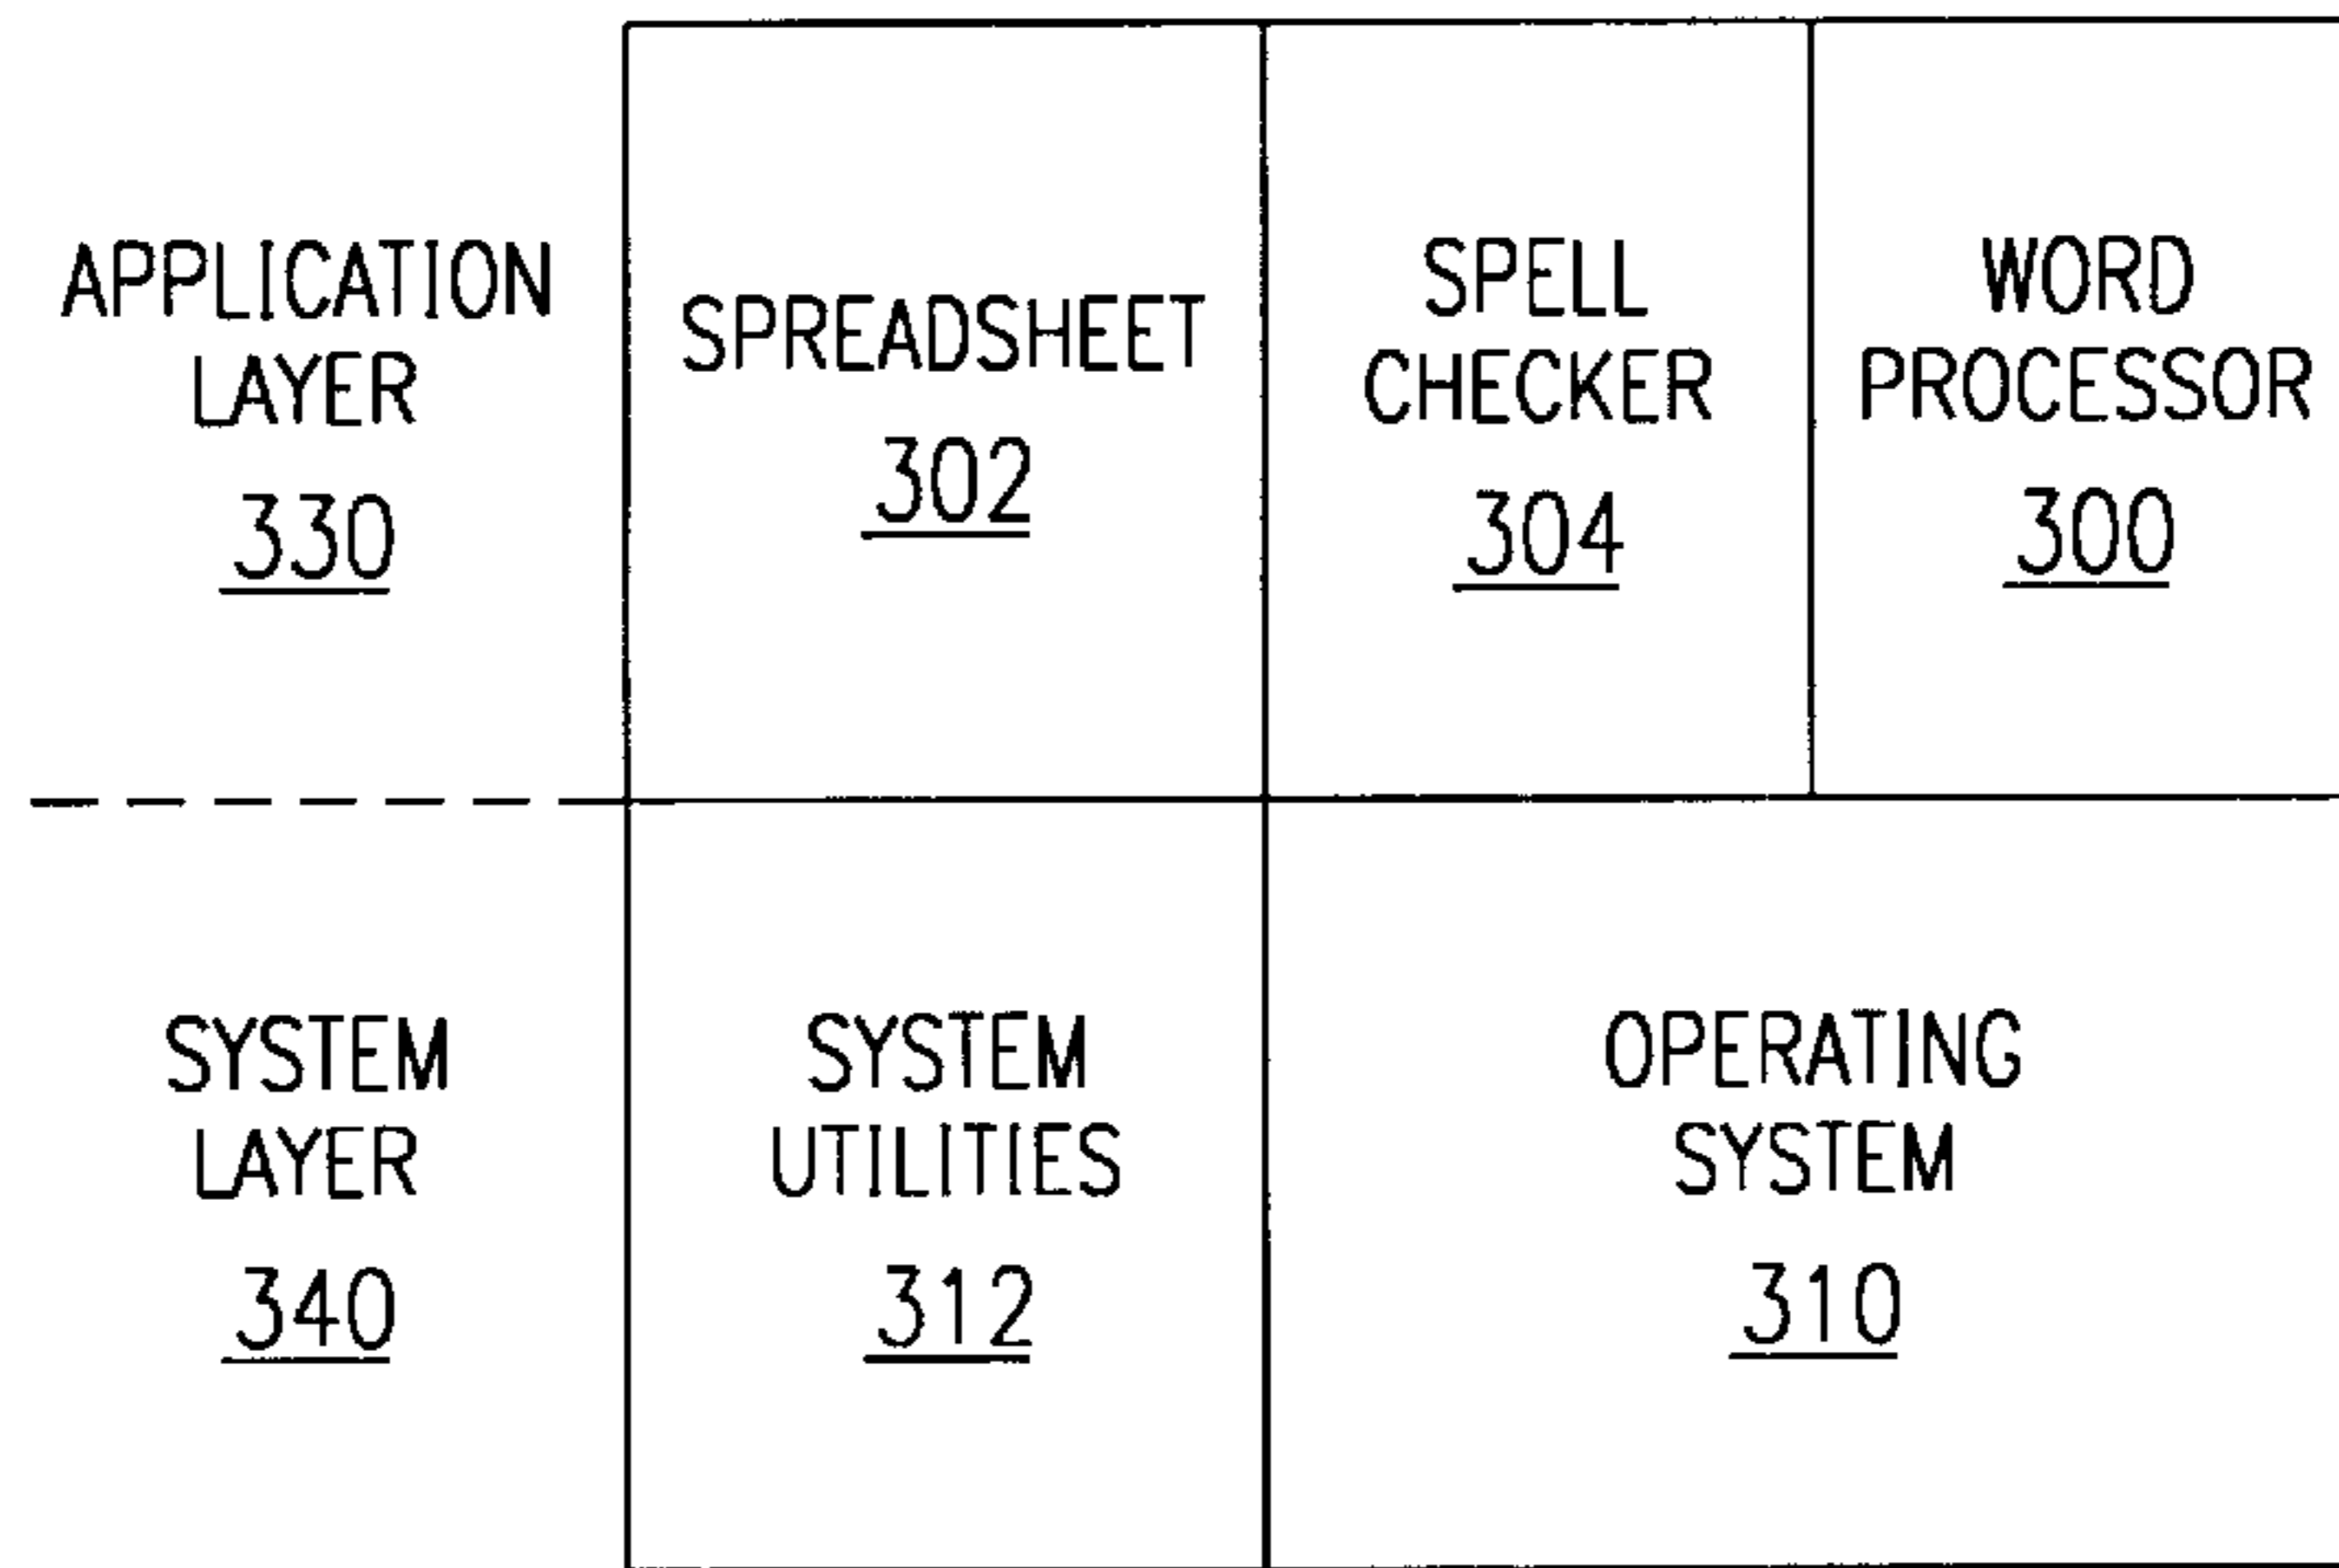 APPLICATION
LAYER
330
SPREADSHEET
302
SPELL
CHECKER
304
WORD
PROCESSOR
300
SYSTEM
LAYER
340
SYSTEM
UTILITIES
312
OPERATING
SYSTEM
310